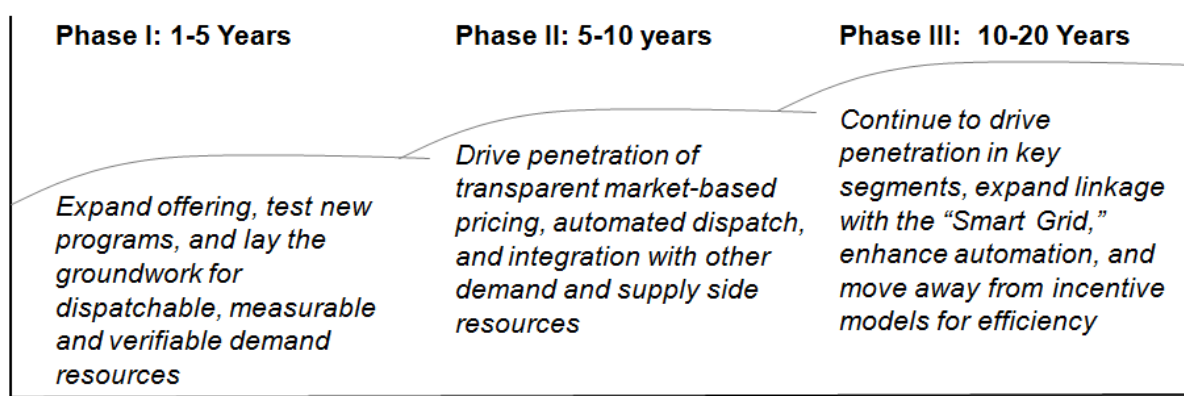 Phase I: 1-5 Years
Expand offering, test new
programs, and lay the
groundwork for
dispatchable, measurable
and verifiable demand
resources
Phase II: 5-10 years
Drive penetration of
transparent market-based
pricing, automated dispatch,
and integration with other
demand and supply side
resources
Phase III:  10-20 Years
Continue to drive
penetration in key
segments, expand linkage
with the “Smart Grid,”
enhance automation, and
move away from incentive
models for efficiency